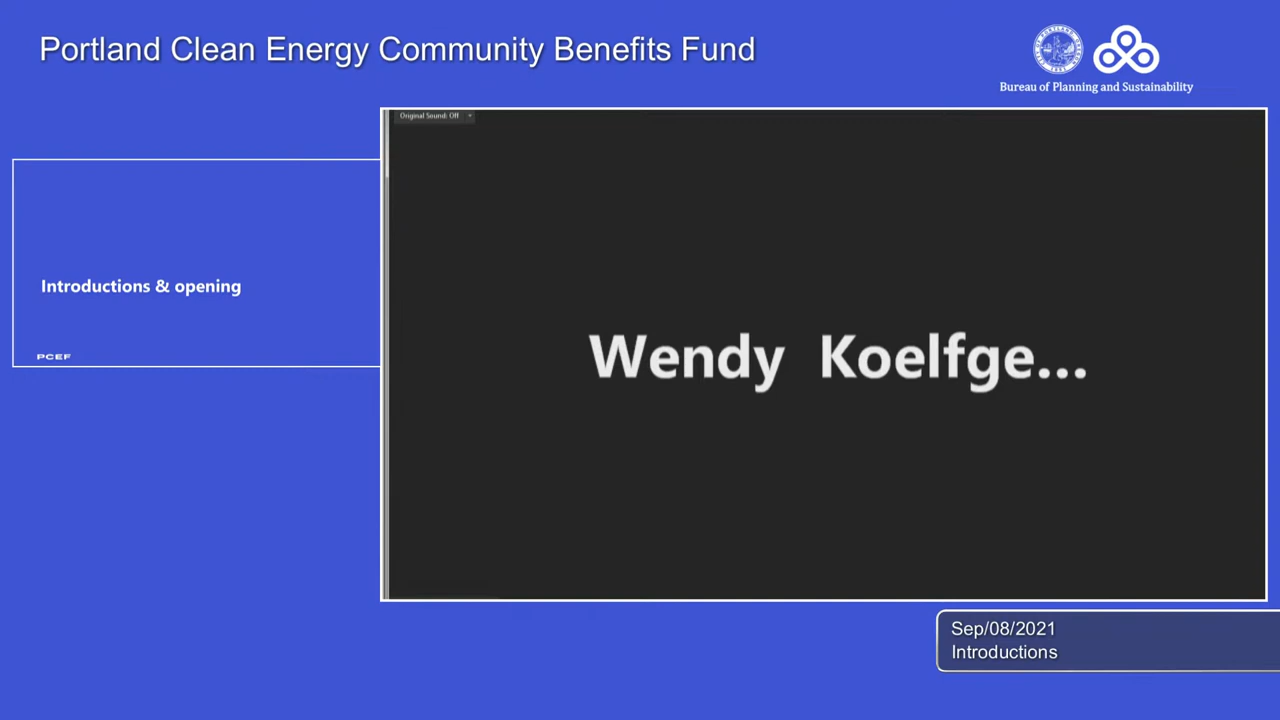 Portland Clean Energy Community Benefits Fund
Bureau of Planning and Sustainability
Original Sound: Off
Introductions & opening
PCEF
Wendy Koelfge...
Sep/08/2021
Introductions